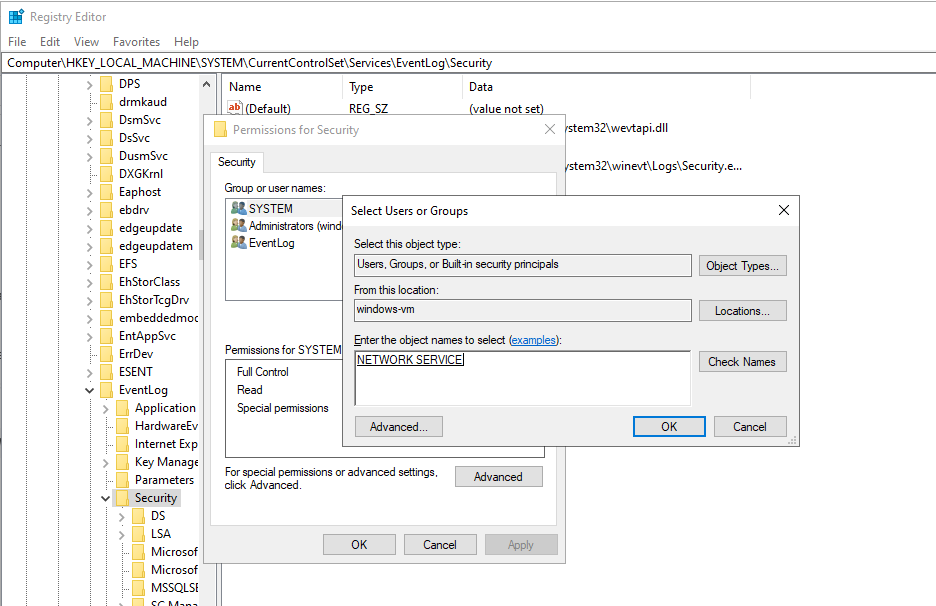 Registry Editor
File Edit View Favorites Help
Computer\HKEY_LOCAL_MACHINE\SYSTEM\CurrentControlSet\Services\EventLog\Security
DPS
drmkaud
DsmSvc
DsSvc
DusmSvc
DXGKrnl
Eaphost
ebdrv
edgeupdate
edgeupdatem
EFS
EhStorClass
EhStorTcgDrv
embeddedmoc
EntAppSvc
ErrDev
ESENT
EventLog
Application
HardwareEv
Internet Exp
Key Manage
Parameters
Security
DS
LSA
Microsof
Microsof
MSSQLSE
SC Mana
Name Type Data
ab (Default) REG_SZ (value not set)
ystem32\wevtapi.dll
ystem32\winevt\Logs\Security.e...
Permissions for Security
Security
Group or user names:
SYSTEM
Administrators (wind
EventLog
Permissions for SYSTEM
Full Control
Read
Special permissions
For special permissions or advanced settings,
click Advanced.
Advanced
OK Cancel Apply
Select Users or Groups
Select this object type:
Users, Groups, or Built-in security principals
Object Types...
From this location:
windows-vm
Locations...
Enter the object names to select (examples):
NETWORK SERVICE
Check Names
Advanced...
OK Cancel